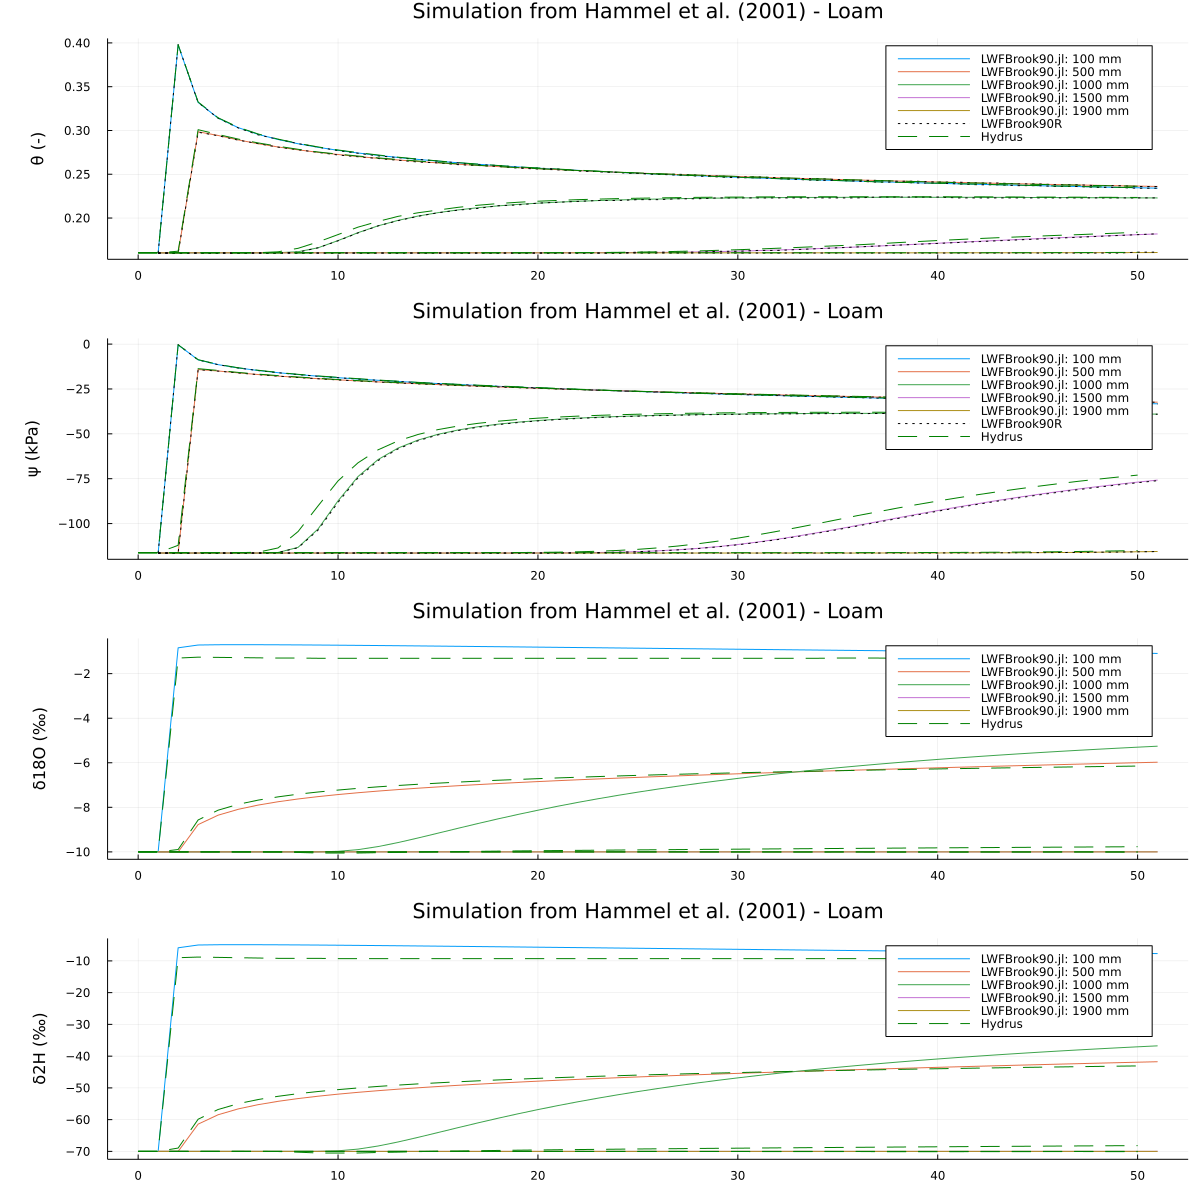 Simulation from Hammel et al. (2001) - Loam
θ (-)
0.40
0.35
0.30
0.25
0.20
LWFBrook90.jl: 100 mm
LWFBrook90.jl: 500 mm
LWFBrook90.jl: 1000 mm
LWFBrook90.jl: 1500 mm
LWFBrook90.jl: 1900 mm
LWFBrook90R
Hydrus
0 10 20 30 40 50
Simulation from Hammel et al. (2001) - Loam
ψ (kPa)
0
−25
−50
−75
−100
LWFBrook90.jl: 100 mm
LWFBrook90.jl: 500 mm
LWFBrook90.jl: 1000 mm
LWFBrook90.jl: 1500 mm
LWFBrook90.jl: 1900 mm
LWFBrook90R
Hydrus
0 10 20 30 40 50
Simulation from Hammel et al. (2001) - Loam
δ18O (‰)
−2
−4
−6
−8
−10
LWFBrook90.jl: 100 mm
LWFBrook90.jl: 500 mm
LWFBrook90.jl: 1000 mm
LWFBrook90.jl: 1500 mm
LWFBrook90.jl: 1900 mm
Hydrus
0 10 20 30 40 50
Simulation from Hammel et al. (2001) - Loam
δ2H (‰)
−10
−20
−30
−40
−50
−60
−70
LWFBrook90.jl: 100 mm
LWFBrook90.jl: 500 mm
LWFBrook90.jl: 1000 mm
LWFBrook90.jl: 1500 mm
LWFBrook90.jl: 1900 mm
Hydrus
0 10 20 30 40 50